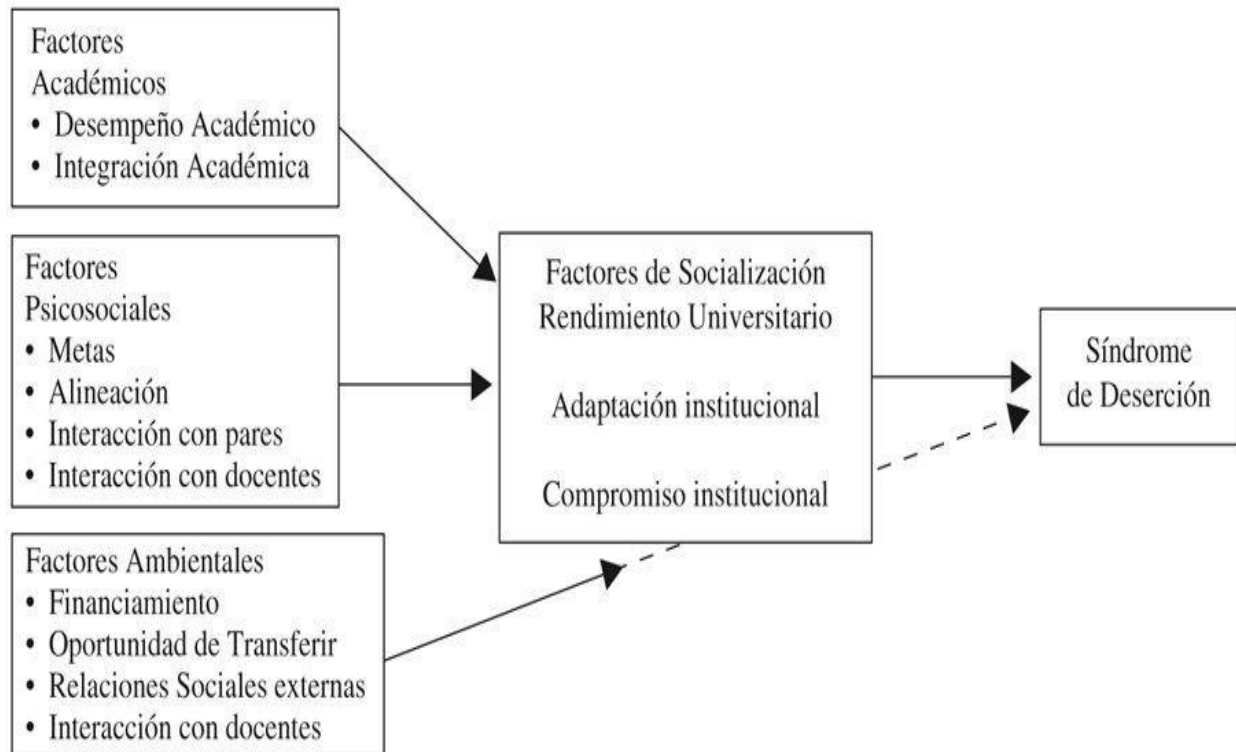 Factores
Académicos
• Desempeño Académico
• Integración Académica
Factores
Psicosociales
• Metas
• Alineación
• Interacción con pares
• Interacción con docentes
Factores Ambientales
• Financiamiento
• Oportunidad de Transferir
• Relaciones Sociales externas
• Interacción con docentes
Factores de Socialización
Rendimiento Universitario
Adaptación institucional
Compromiso institucional
Síndrome
de Deserción